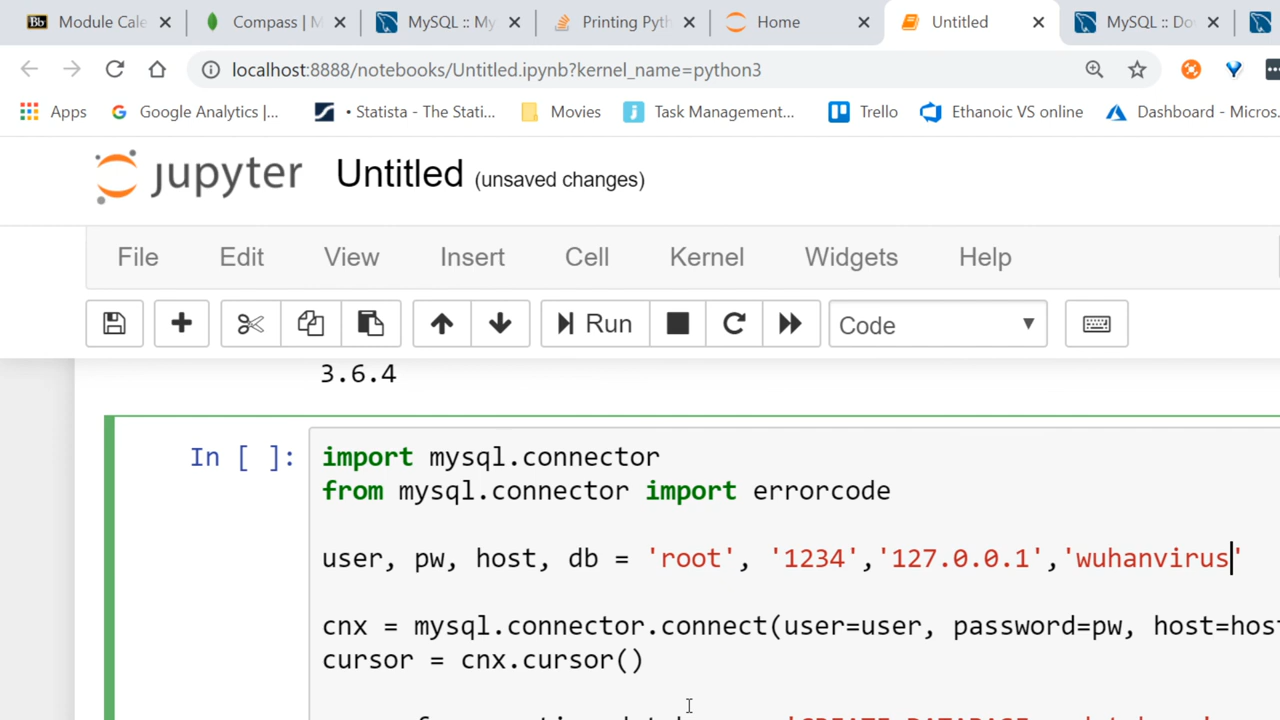 Bb Module Cale Compass | M MySQL :: My Printing Pyth Home Untitled MySQL :: Do
localhost:8888/notebooks/Untitled.ipynb?kernel_name=python3
Apps Google Analytics |... • Statista - The Stati... Movies Task Management... Trello Ethanoic VS online Dashboard - Micros.
jupyter Untitled (unsaved changes)
File Edit View Insert Cell Kernel Widgets Help
Run Code
3.6.4
In [ ]: import mysql.connector
from mysql.connector import errorcode
user, pw, host, db = 'root', '1234','127.0.0.1','wuhanvirus'
cnx = mysql.connector.connect(user=user, password=pw, host=hos
cursor = cnx.cursor()